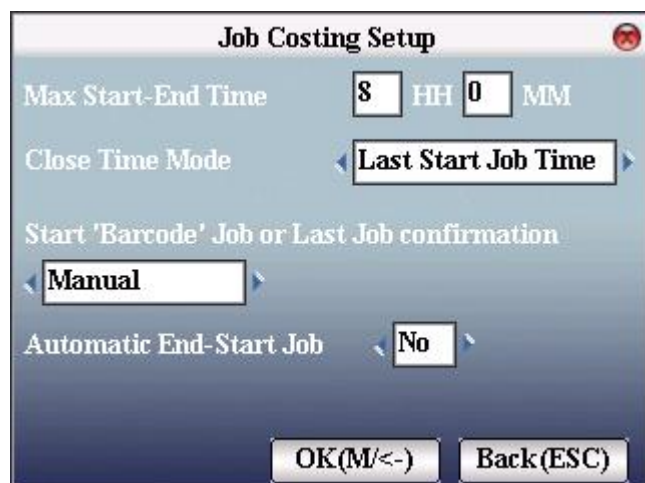 Job Costing Setup
Max Start-End Time 8 HH 0 MM
Close Time Mode Last Start Job Time
Start 'Barcode' Job or Last Job confirmation
Manual
Automatic End-Start Job No
OK(M/<-) Back(ESC)